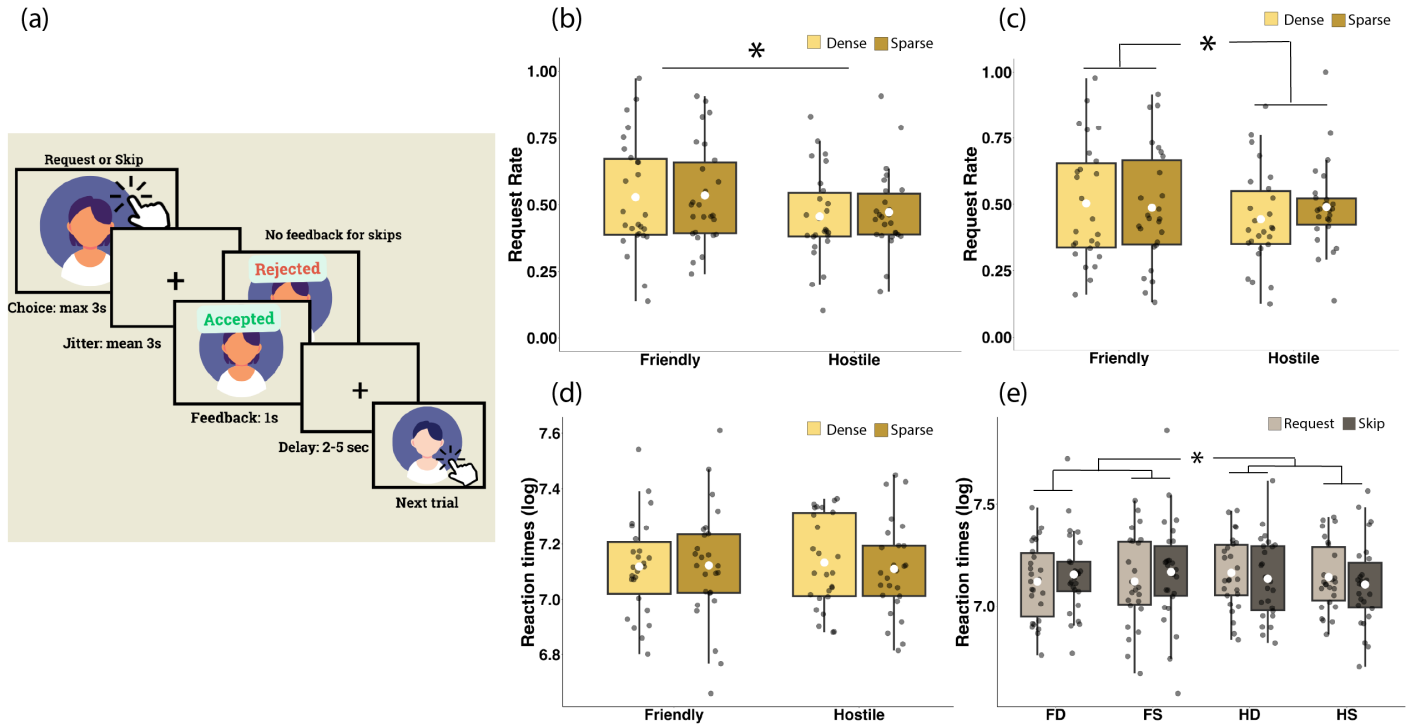 (a)
Request or Skip
No feedback for skips
Rejected
Choice: max 3s
Accepted
Jitter: mean 3s
Feedback: 1s
Delay: 2-5 sec
Next trial
(b)
Dense Sparse
*
Request Rate
1.00
0.75
0.50
0.25
0.00
Friendly Hostile
(c)
Dense Sparse
*
Request Rate
1.00
0.75
0.50
0.25
0.00
Friendly Hostile
(d)
Dense Sparse
Reaction times (log)
7.6
7.4
7.2
7.0
6.8
Friendly Hostile
(e)
Request Skip
*
Reaction times (log)
7.5
7.0
FD FS HD HS